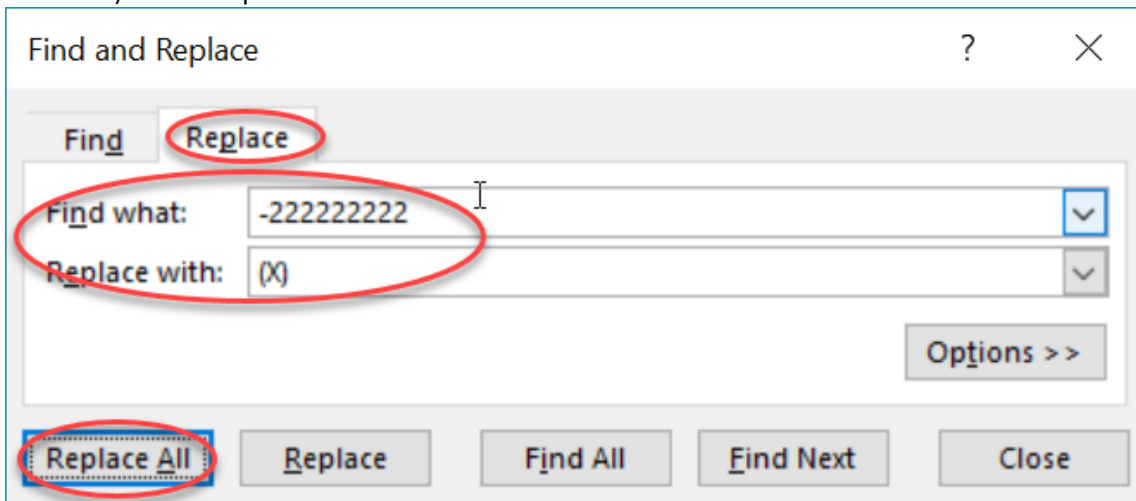 Find and Replace ?
Find Replace
Find what: -222222222
Replace with: (X)
Options >>
Replace All Replace Find All Find Next Close